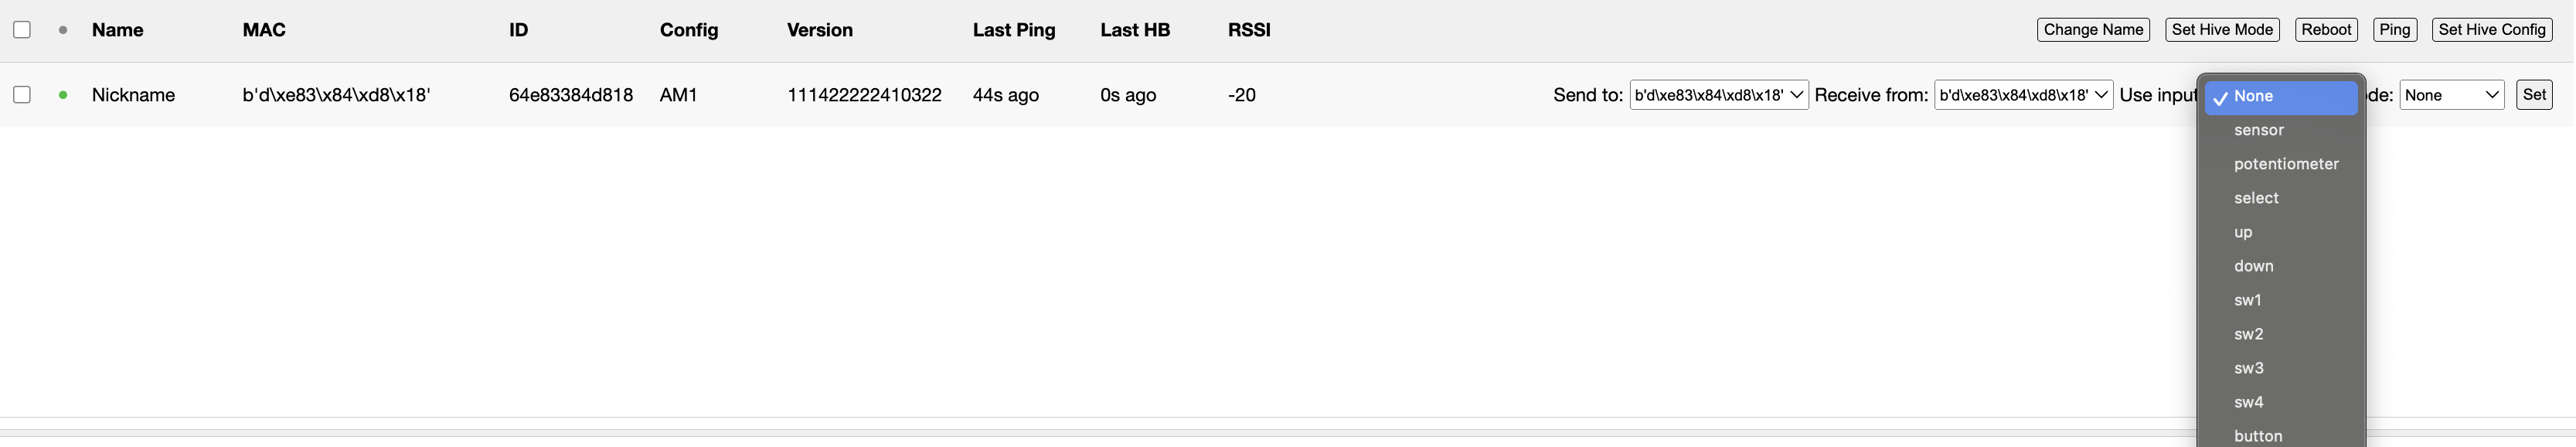 Name MAC ID Config Version Last Ping Last HB RSSI Change Name Set Hive Mode Reboot Ping Set Hive Config
Nickname b'd\xe83\x84\xd8\x18' 64e83384d818 AM1 111422222410322 44s ago 0s ago -20 Send to: b'd\xe83\x84\xd8\x18' Receive from: b'd\xe83\x84\xd8\x18' Use input None de: None Set
sensor
potentiometer
select
up
down
sw1
sw2
sw3
sw4
button